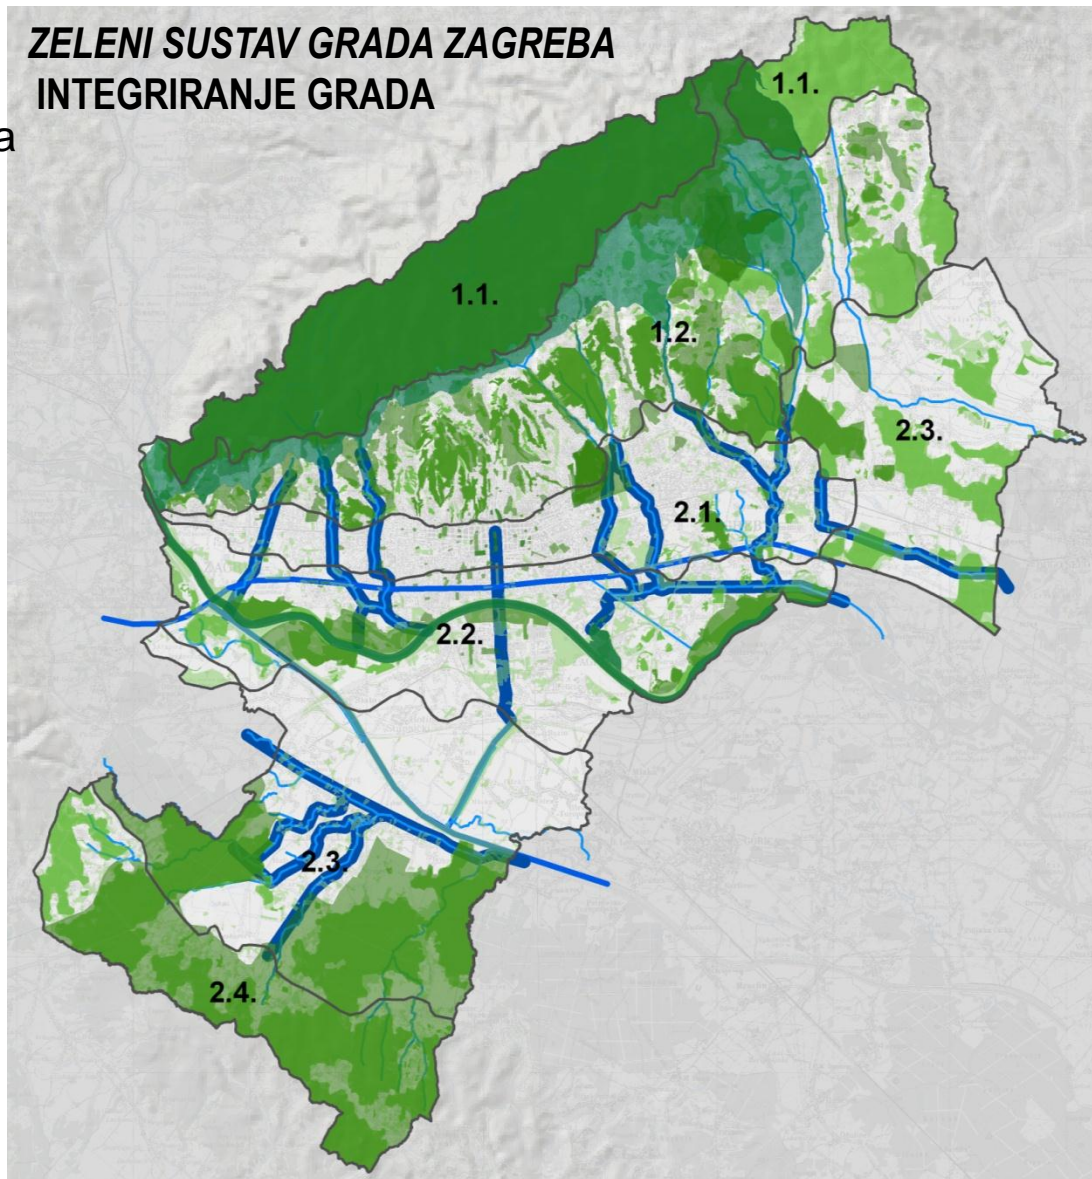 ZELENI SUSTAV GRADA ZAGREBA
INTEGRIRANJE GRADA
a
1.1.
1.1.
1.2.
2.3.
2.1.
2.2.
2.3.
2.4.